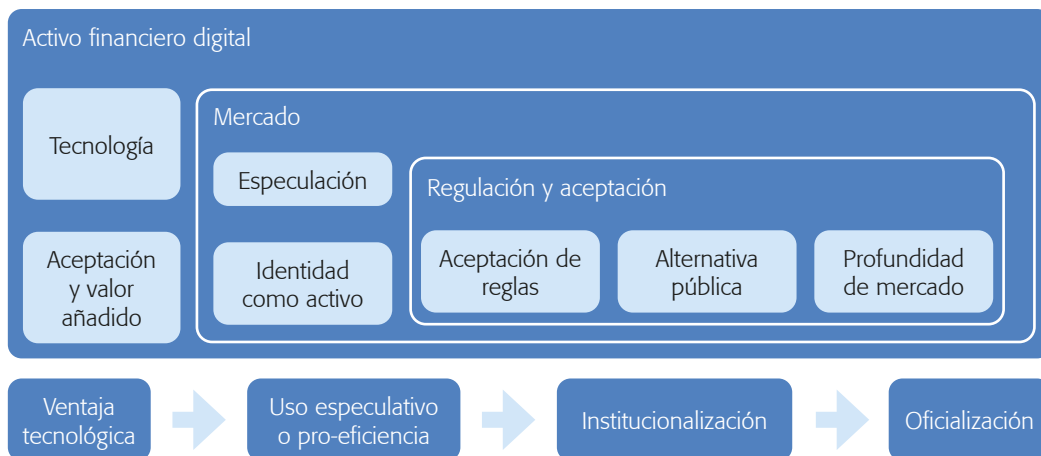 Activo financiero digital
Tecnología
Aceptación
y valor
añadido
Mercado
Especulación
Identidad
como activo
Regulación y aceptación
Aceptación de
reglas
Alternativa
pública
Profundidad
de mercado
Ventaja
tecnológica
Uso especulativo
o pro-eficiencia
Institucionalización
Oficialización